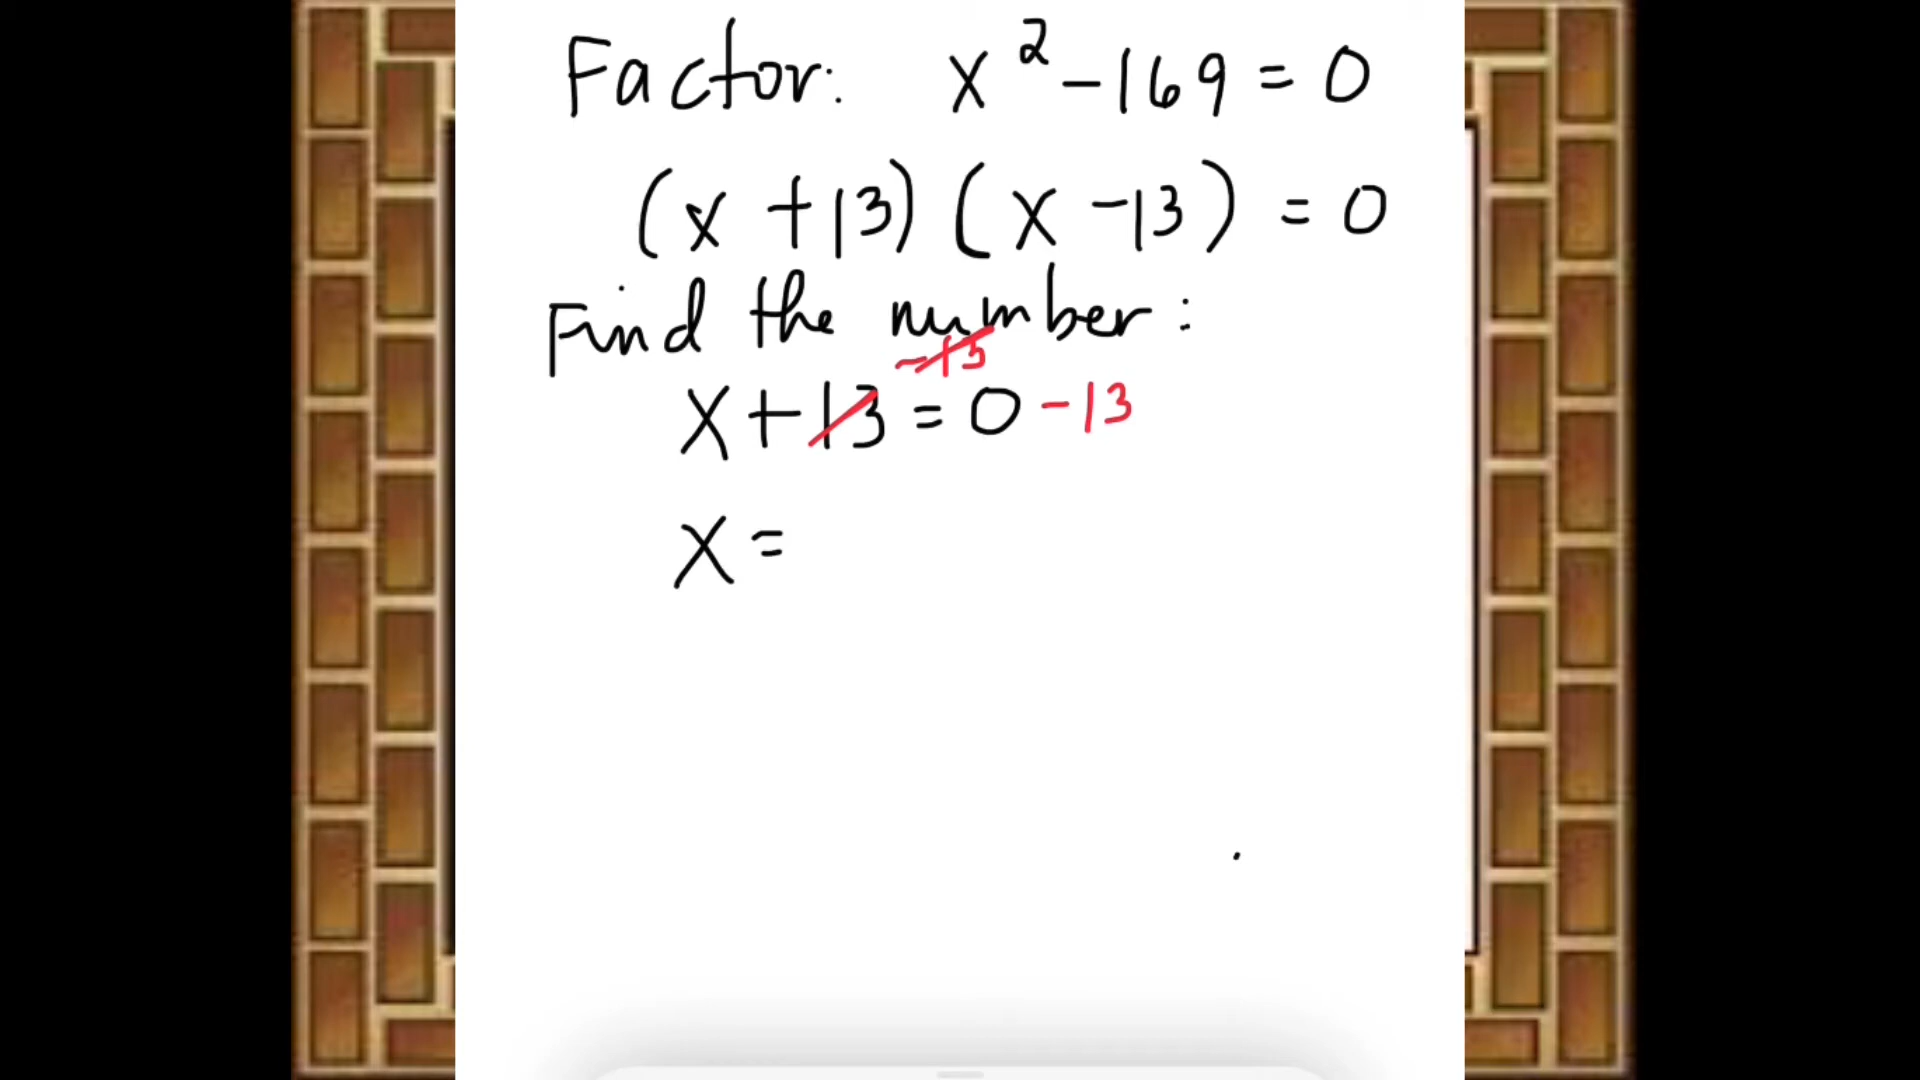 Factor: x² - 169 = 0
(x + 13) (x - 13) = 0
Find the number:
-13
x + 13 = 0 - 13
x =